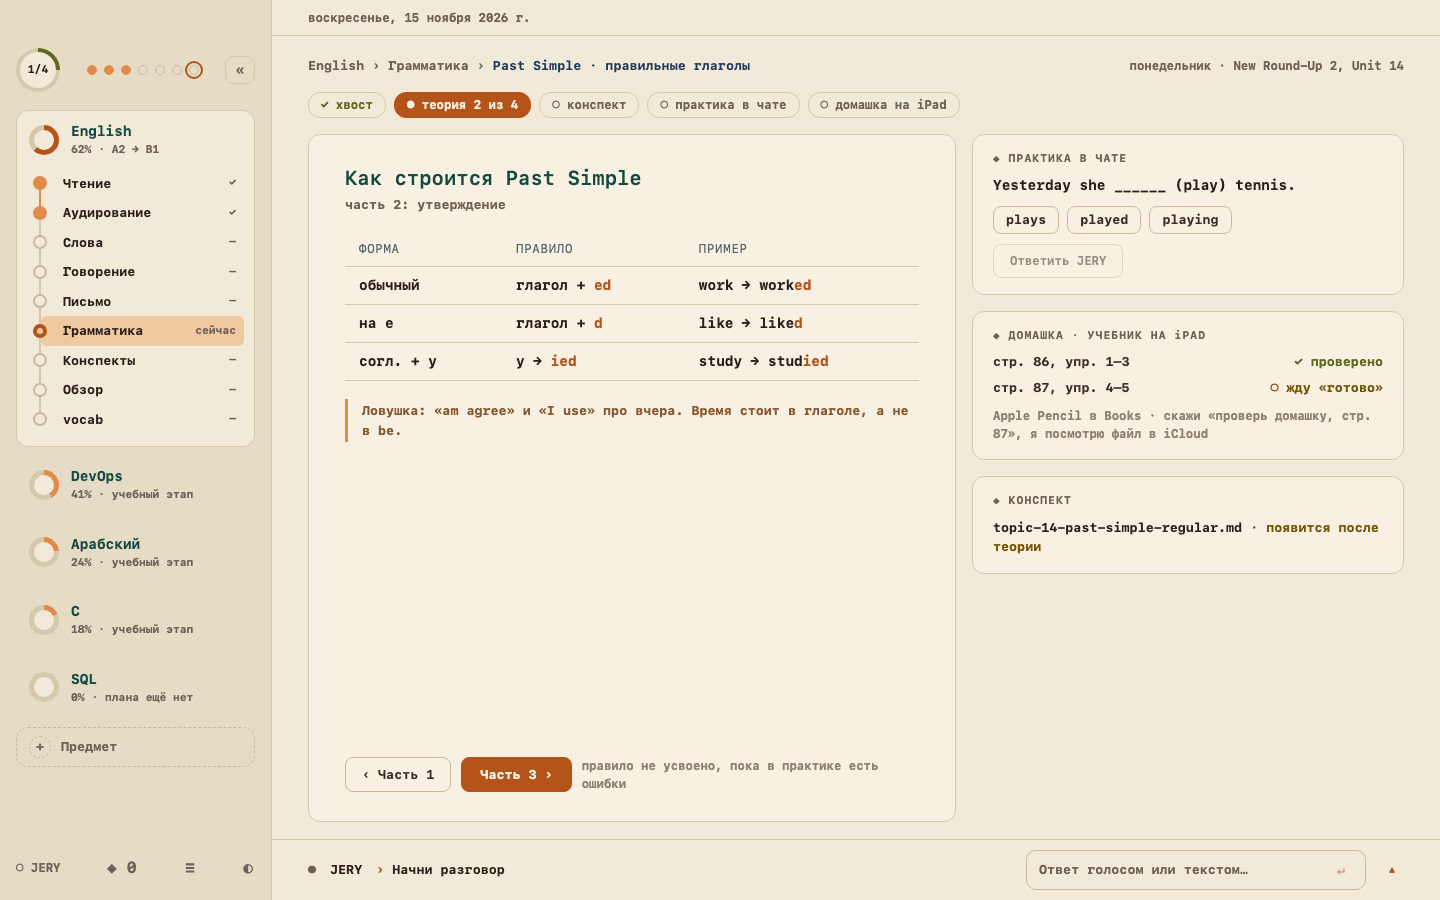 воскресенье, 15 ноября 2026 г.
1/4
«
English
62% · A2 → B1
Чтение ✓
Аудирование ✓
Слова —
Говорение —
Письмо —
Грамматика сейчас
Конспекты —
Обзор —
vocab —
DevOps
41% · учебный этап
Арабский
24% · учебный этап
C
18% · учебный этап
SQL
0% · плана ещё нет
+ Предмет
○ JERY ◆ 0 ≡ ◐
English › Грамматика › Past Simple · правильные глаголы
понедельник · New Round-Up 2, Unit 14
✓ хвост
● теория 2 из 4
○ конспект
○ практика в чате
○ домашка на iPad
Как строится Past Simple
часть 2: утверждение
ФОРМА ПРАВИЛО ПРИМЕР
обычный глагол + ed work → worked
на e глагол + d like → liked
согл. + y y → ied study → studied
Ловушка: «am agree» и «I use» про вчера. Время стоит в глаголе, а не
в be.
‹ Часть 1
Часть 3 ›
правило не усвоено, пока в практике есть
ошибки
◆ ПРАКТИКА В ЧАТЕ
Yesterday she ______ (play) tennis.
plays played playing
Ответить JERY
◆ ДОМАШКА · УЧЕБНИК НА iPAD
стр. 86, упр. 1–3 ✓ проверено
стр. 87, упр. 4–5 ○ жду «готово»
Apple Pencil в Books · скажи «проверь домашку, стр.
87», я посмотрю файл в iCloud
◆ КОНСПЕКТ
topic-14-past-simple-regular.md · появится после
теории
● JERY › Начни разговор
Ответ голосом или текстом… ↵
▲